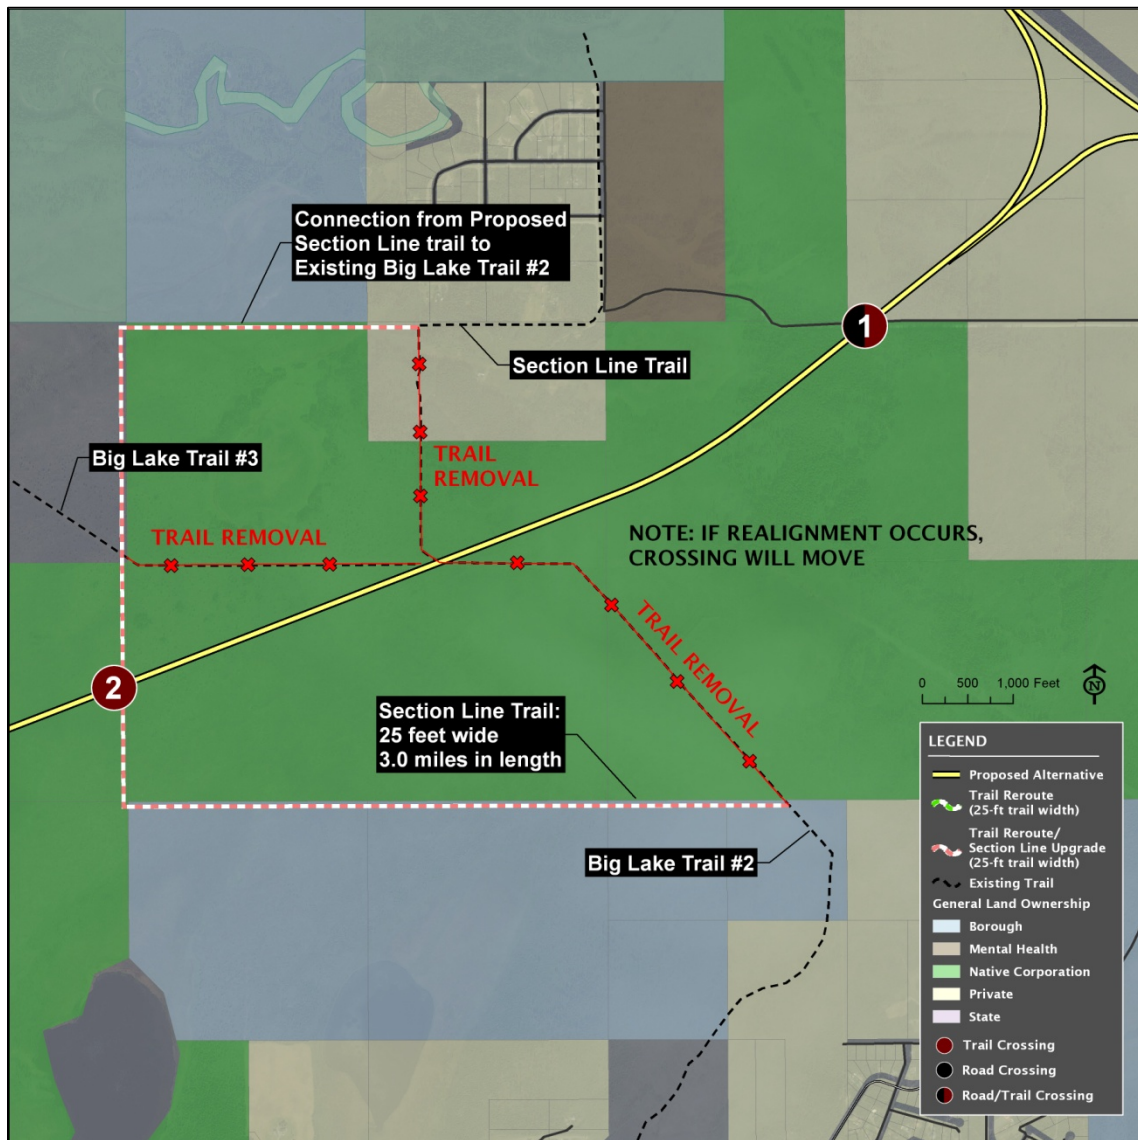 Connection from Proposed
Section Line trail to
Existing Big Lake Trail #2
1
Section Line Trail
Big Lake Trail #3
TRAIL
REMOVAL
TRAIL REMOVAL
NOTE: IF REALIGNMENT OCCURS,
CROSSING WILL MOVE
TRAIL REMOVAL
2
Section Line Trail:
25 feet wide
3.0 miles in length
0 500 1,000 Feet
N
Big Lake Trail #2
LEGEND
Proposed Alternative
Trail Reroute
(25-ft trail width)
Trail Reroute/
Section Line Upgrade
(25-ft trail width)
Existing Trail
General Land Ownership
Borough
Mental Health
Native Corporation
Private
State
Trail Crossing
Road Crossing
Road/Trail Crossing